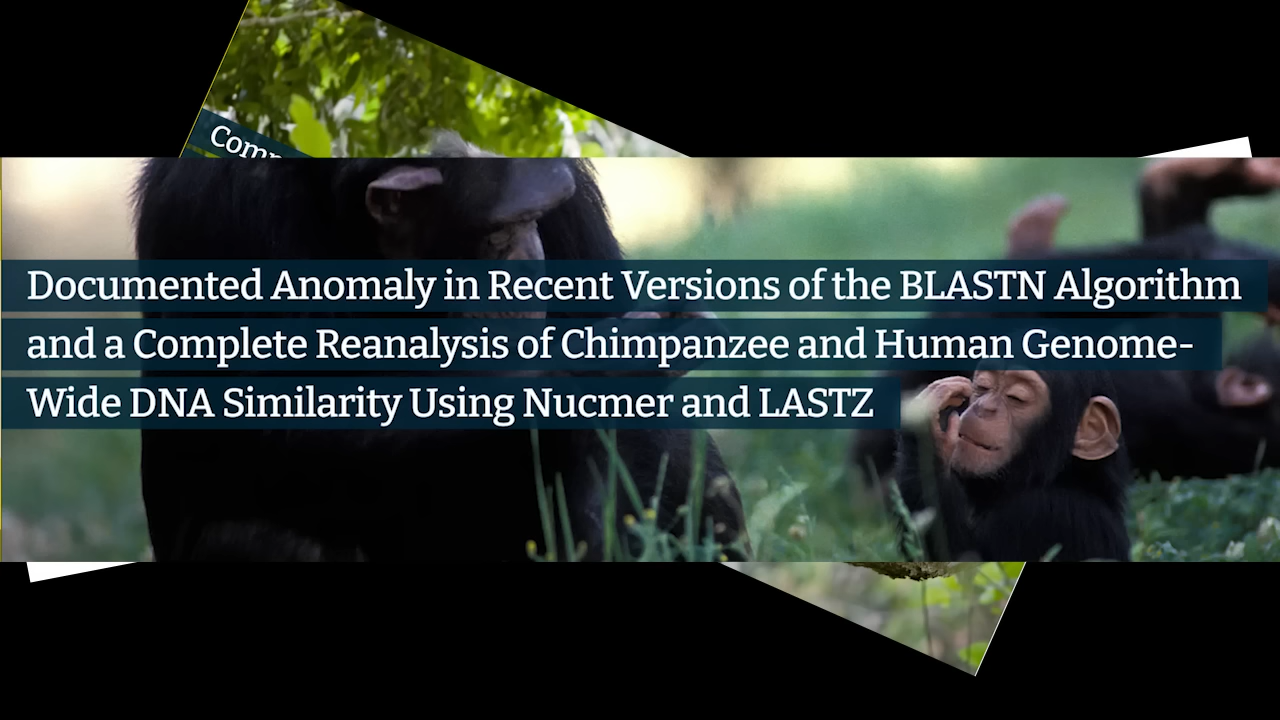 Documented Anomaly in Recent Versions of the BLASTN Algorithm
and a Complete Reanalysis of Chimpanzee and Human Genome-
Wide DNA Similarity Using Nucmer and LASTZ